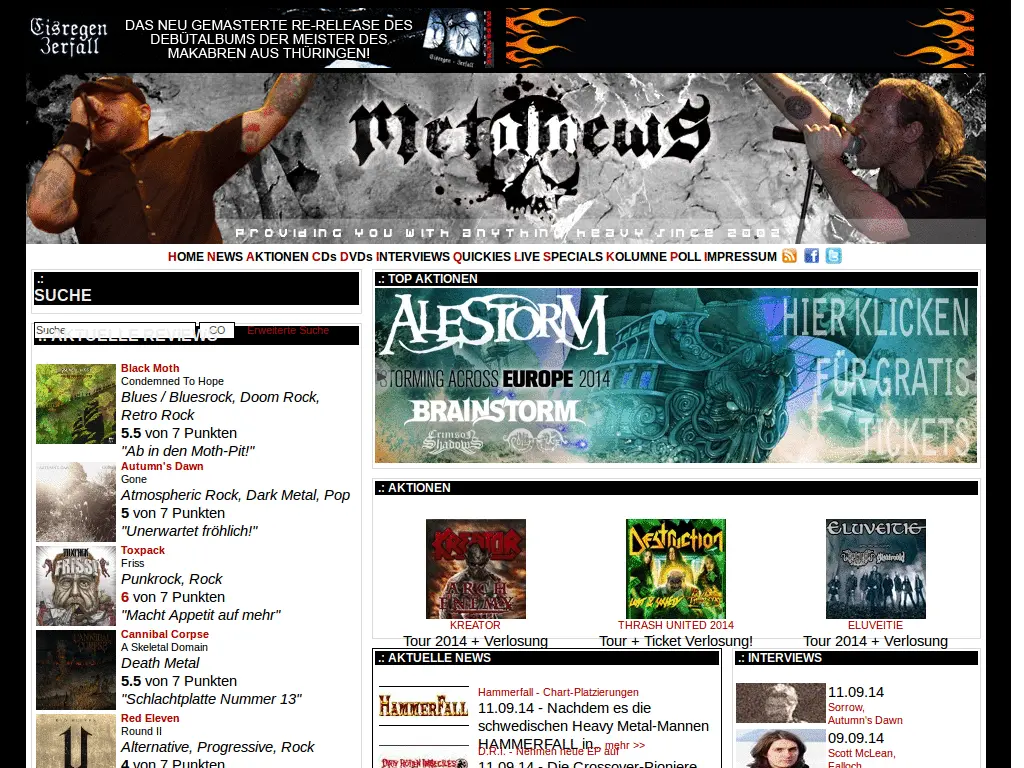 Eisregen
Zerfall
DAS NEU GEMASTERTE RE-RELEASE DES
DEBÜTALBUMS DER MEISTER DES
MAKABREN AUS THÜRINGEN!
Metalnews
PROVIDING YOU WITH ANYTHING HEAVY SINCE 2002
HOME NEWS AKTIONEN CDs DVDs INTERVIEWS QUICKIES LIVE SPECIALS KOLUMNE POLL IMPRESSUM
.:
SUCHE
Suche
GO
Erweiterte Suche
.: AKTUELLE REVIEWS
Black Moth
Condemned To Hope
Blues / Bluesrock, Doom Rock,
Retro Rock
5.5 von 7 Punkten
"Ab in den Moth-Pit!"
Autumn's Dawn
Gone
Atmospheric Rock, Dark Metal, Pop
5 von 7 Punkten
"Unerwartet fröhlich!"
TOXPACK
FRISS!
Toxpack
Friss
Punkrock, Rock
6 von 7 Punkten
"Macht Appetit auf mehr"
CANNIBAL CORPSE
Cannibal Corpse
A Skeletal Domain
Death Metal
5.5 von 7 Punkten
"Schlachtplatte Nummer 13"
Red Eleven
Round II
Alternative, Progressive, Rock
4 von 7 Punkten
.: TOP AKTIONEN
ALESTORM
STORMING ACROSS EUROPE 2014
BRAINSTORM
CRIMSON
SHADOWS
HIER KLICKEN
FÜR GRATIS
TICKETS
.: AKTIONEN
KREATOR
ARCH
ENEMY
KREATOR
Tour 2014 + Verlosung
DESTRUCTION
THRASH UNITED 2014
Tour + Ticket Verlosung!
ELUVEITIE
ELUVEITIE
Tour 2014 + Verlosung
.: AKTUELLE NEWS
HAMMERFALL
Hammerfall - Chart-Platzierungen
11.09.14 - Nachdem es die
schwedischen Heavy Metal-Mannen
HAMMERFALL in.. mehr >>
D.R.I. - Nehmen neue EP auf
11.09.14 - Die Crossover-Pioniere
.: INTERVIEWS
11.09.14
Sorrow,
Autumn's Dawn
09.09.14
Scott McLean,
Falloch